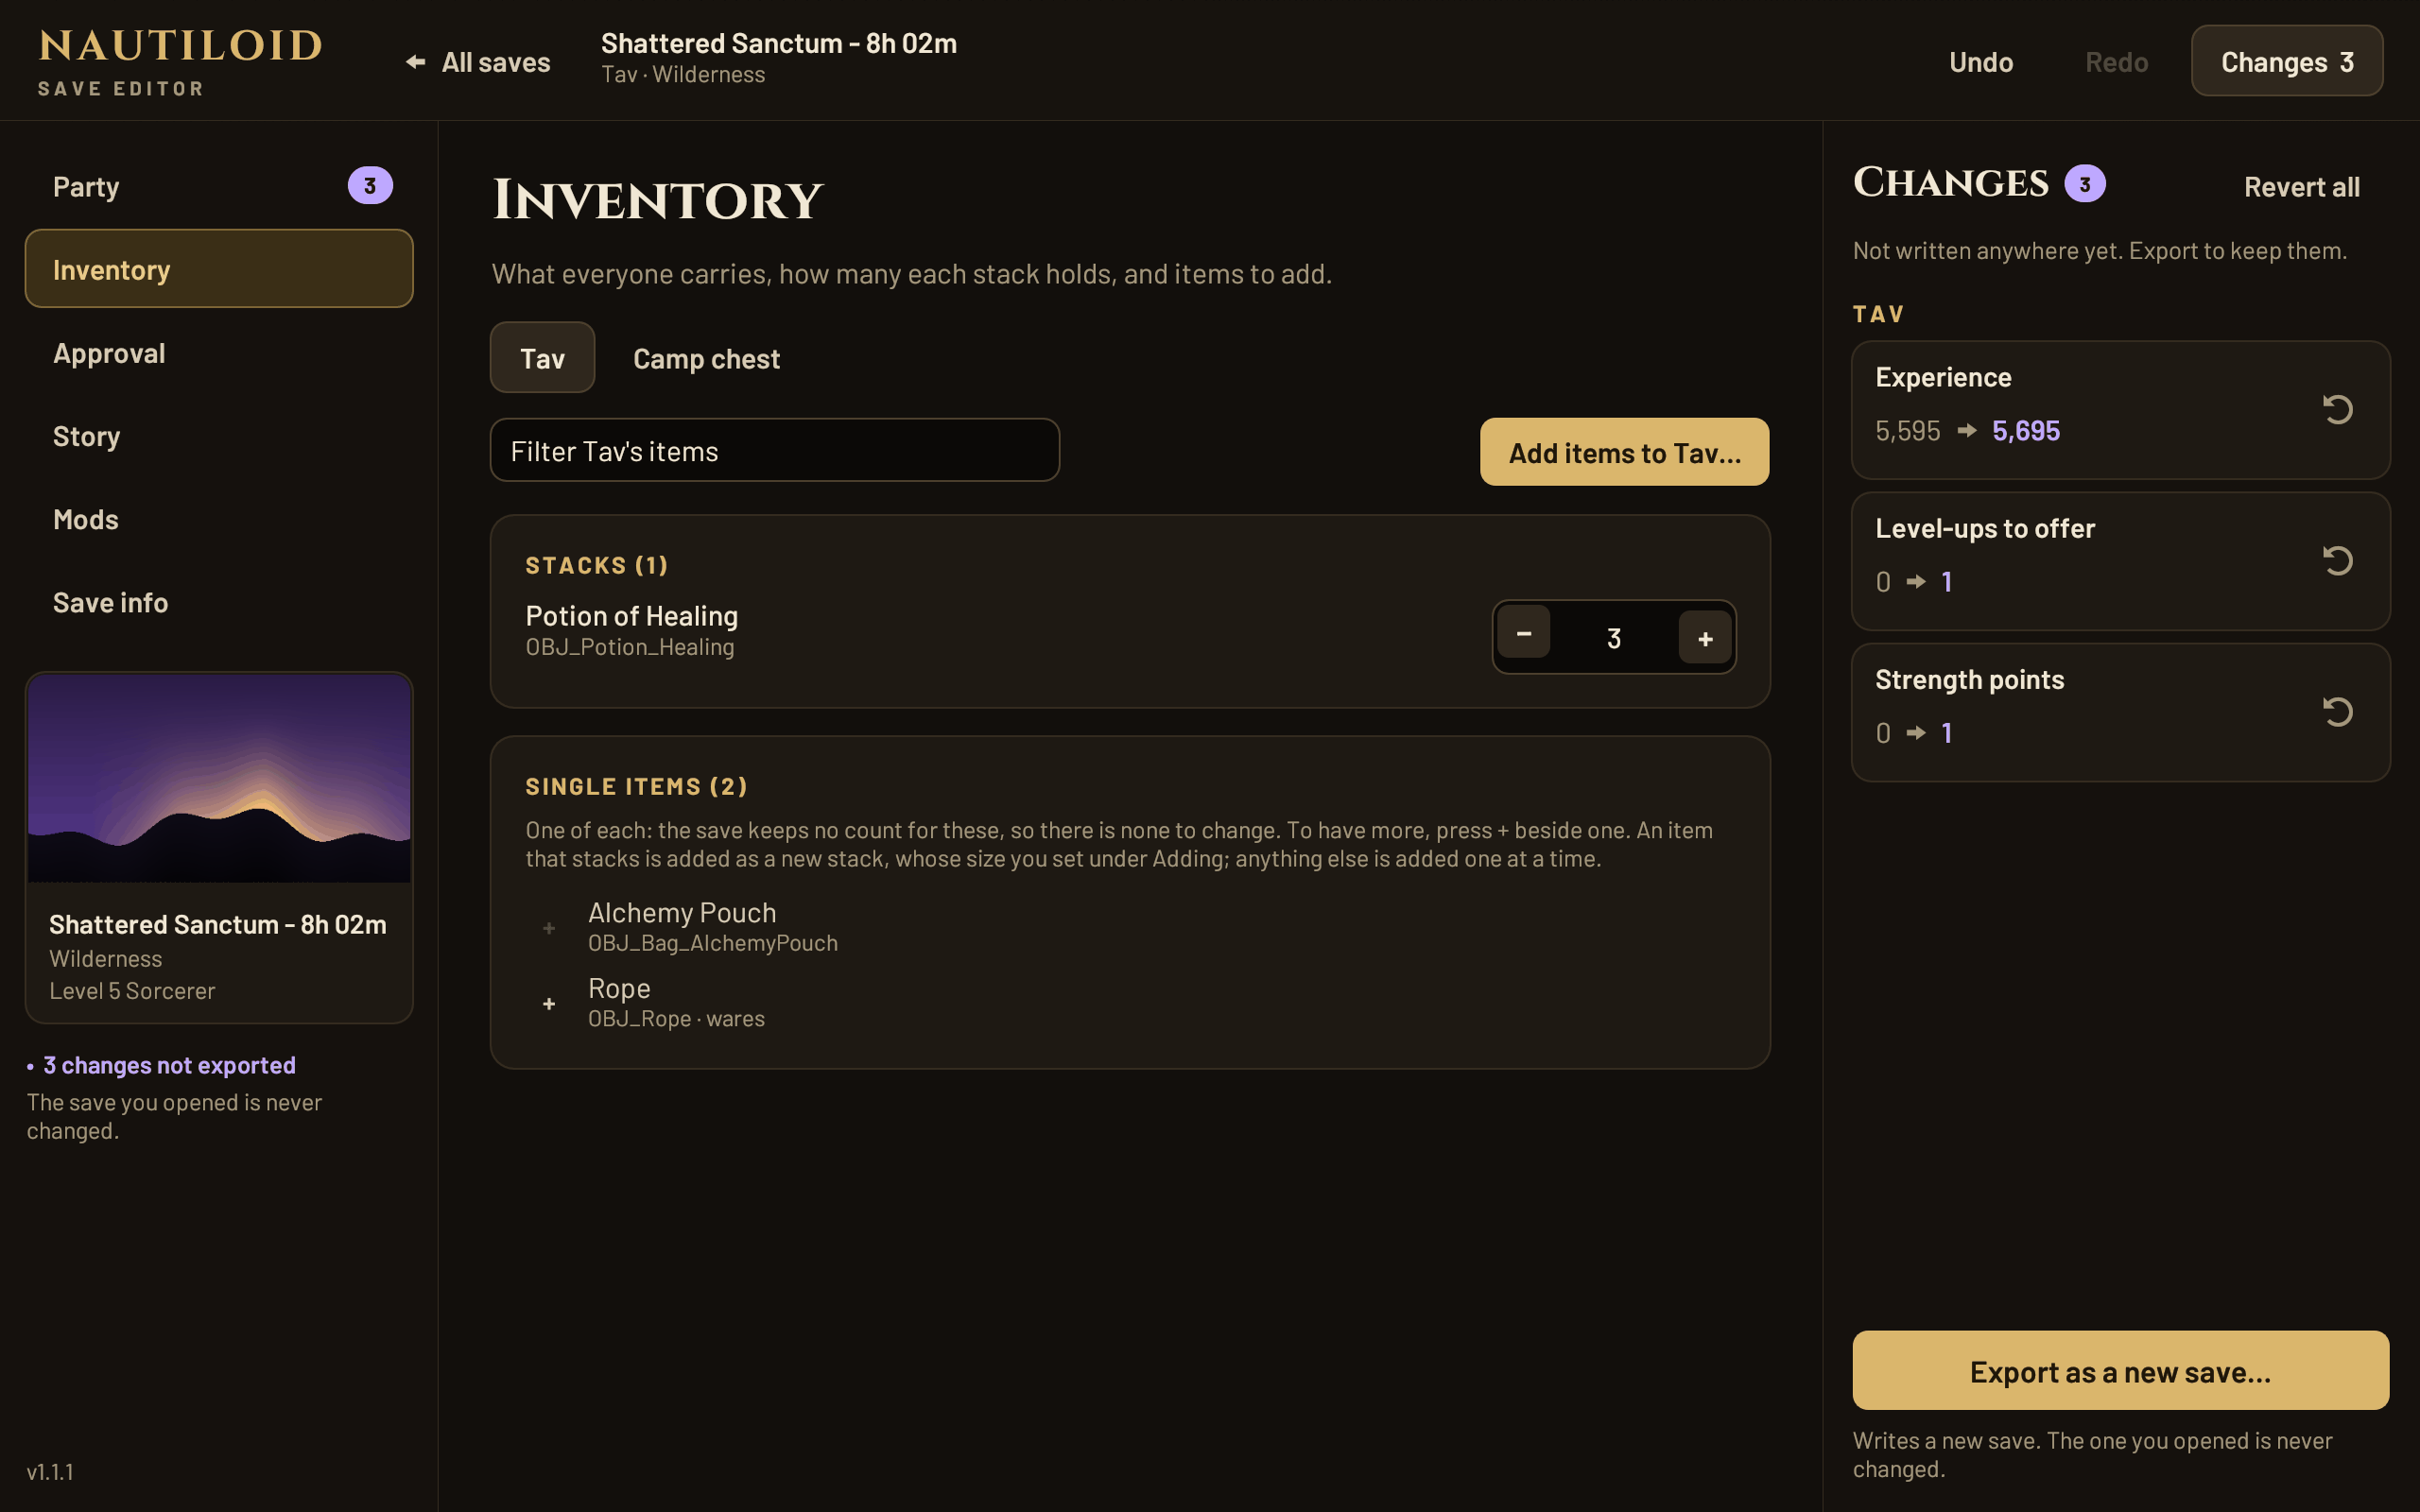 NAUTILOID
SAVE EDITOR
All saves
Shattered Sanctum - 8h 02m
Tav · Wilderness
Undo
Redo
Changes 3
Party 3
Inventory
Approval
Story
Mods
Save info
Shattered Sanctum - 8h 02m
Wilderness
Level 5 Sorcerer
• 3 changes not exported
The save you opened is never
changed.
v1.1.1
Inventory
What everyone carries, how many each stack holds, and items to add.
Tav
Camp chest
Filter Tav's items
Add items to Tav...
STACKS (1)
Potion of Healing
OBJ_Potion_Healing
− 3 +
SINGLE ITEMS (2)
One of each: the save keeps no count for these, so there is none to change. To have more, press + beside one. An item
that stacks is added as a new stack, whose size you set under Adding; anything else is added one at a time.
+ Alchemy Pouch
OBJ_Bag_AlchemyPouch
+ Rope
OBJ_Rope · wares
Changes 3
Revert all
Not written anywhere yet. Export to keep them.
TAV
Experience
5,595 → 5,695
Level-ups to offer
0 → 1
Strength points
0 → 1
Export as a new save...
Writes a new save. The one you opened is never
changed.